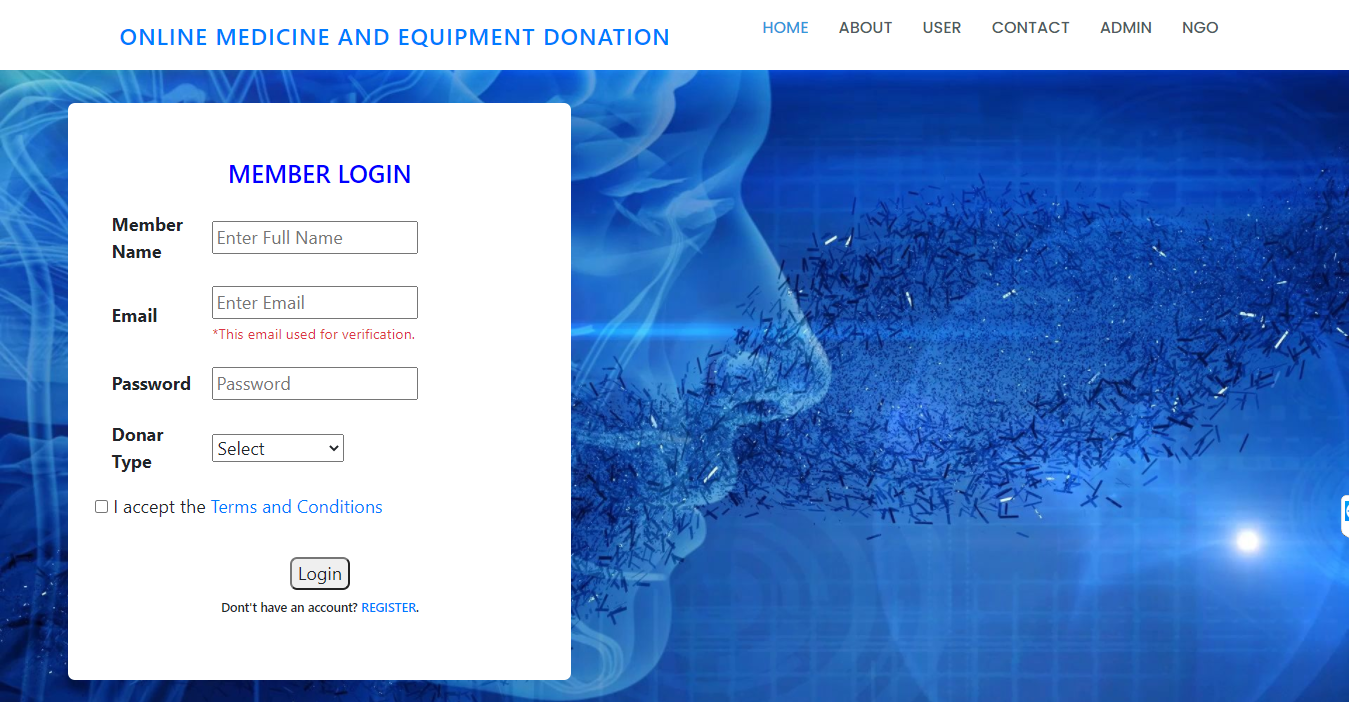 ONLINE MEDICINE AND EQUIPMENT DONATION
HOME ABOUT USER CONTACT ADMIN NGO
MEMBER LOGIN
Member
Name
Enter Full Name
Email
Enter Email
*This email used for verification.
Password
Password
Donar
Type
Select
I accept the Terms and Conditions
Login
Dont't have an account? REGISTER.